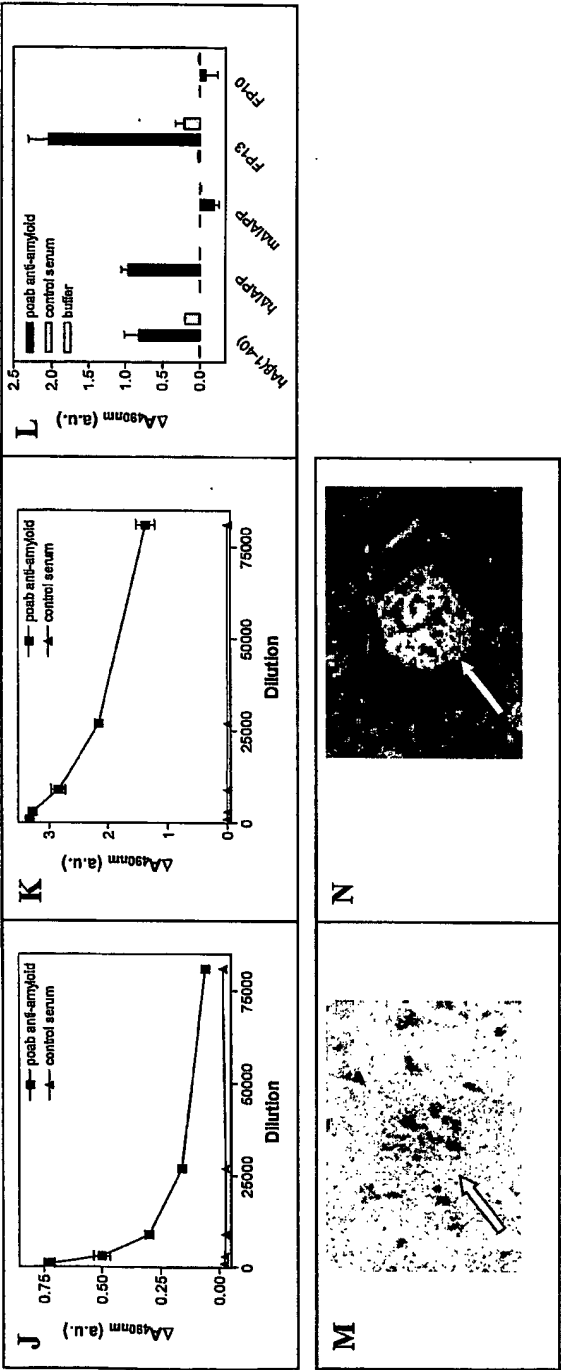 J
ΔA490nm (a.u.)
0.75
0.50
0.25
0.00
poab anti-amyloid
control serum
0
25000
50000
75000
Dilution
K
ΔA490nm (a.u.)
3
2
1
0
poab anti-amyloid
control serum
0
25000
50000
75000
Dilution
L
ΔA490nm (a.u.)
2.5
2.0
1.5
1.0
0.5
0.0
poab anti-amyloid
control serum
buffer
hAβ(1-40)
hΔIAPP
mΔIAPP
FP13
FP10
M
N